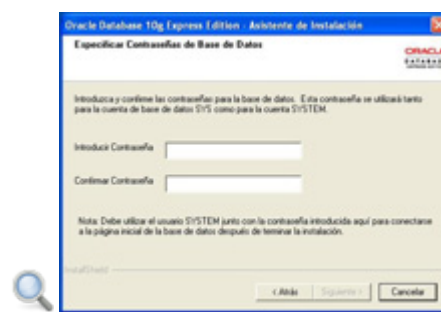 Oracle Database 10g Express Edition - Asistente de Instalación
Especificar Contraseñas de Base de Datos
ORACLE
DATABASE
Introduzca y confirme las contraseñas para la base de datos. Esta contraseña se utilizará tanto
para la cuenta de base de datos SYS como para la cuenta SYSTEM.
Introducir Contraseña
Confirmar Contraseña
Nota: Debe utilizar el usuario SYSTEM junto con la contraseña introducida aquí para conectarse
a la página inicial de la base de datos después de terminar la instalación.
InstallShield
< Atrás
Siguiente >
Cancelar